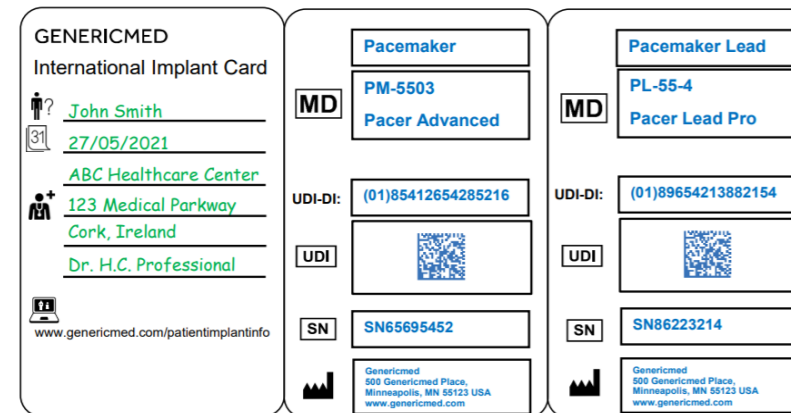 GENERICMED
International Implant Card
?
John Smith
31
27/05/2021
ABC Healthcare Center
123 Medical Parkway
Cork, Ireland
Dr. H.C. Professional
www.genericmed.com/patientimplantinfo
Pacemaker
MD
PM-5503
Pacer Advanced
UDI-DI: (01)85412654285216
UDI
SN SN65695452
Genericmed
500 Genericmed Place,
Minneapolis, MN 55123 USA
www.genericmed.com
Pacemaker Lead
MD
PL-55-4
Pacer Lead Pro
UDI-DI: (01)89654213882154
UDI
SN SN86223214
Genericmed
500 Genericmed Place,
Minneapolis, MN 55123 USA
www.genericmed.com